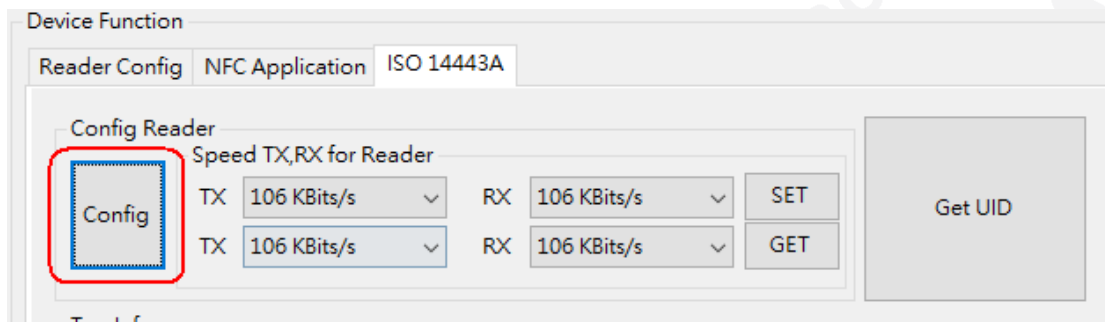 Device Function
Reader Config NFC Application ISO 14443A
Config Reader
Speed TX,RX for Reader
Config
TX 106 KBits/s RX 106 KBits/s SET
TX 106 KBits/s RX 106 KBits/s GET
Get UID